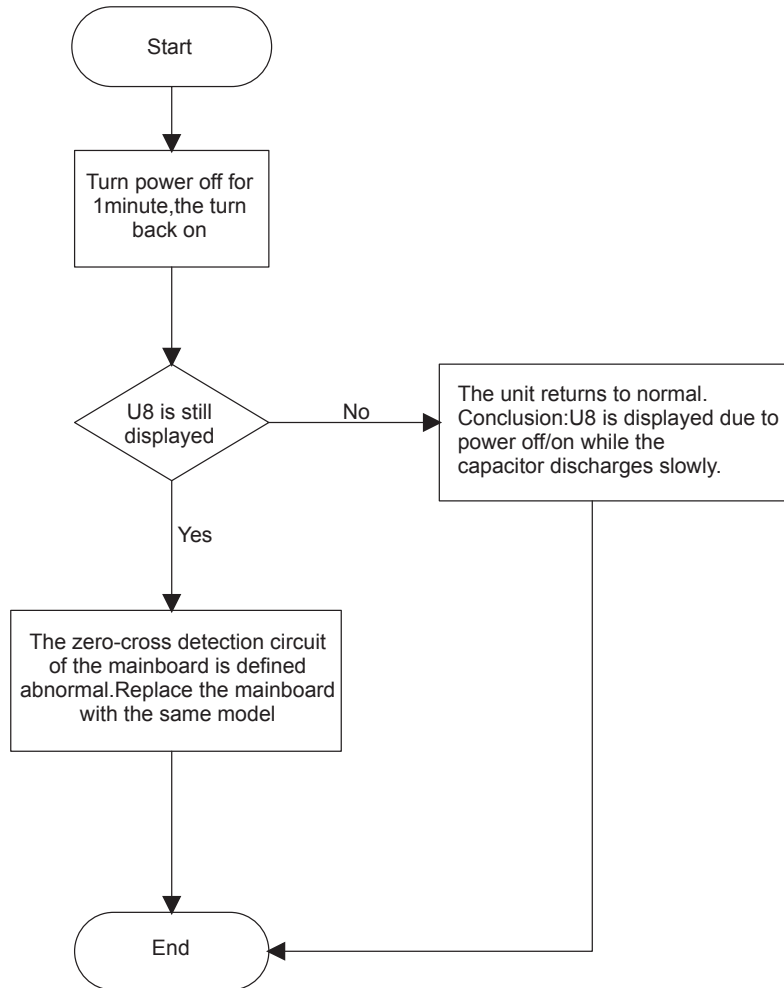 Start
Turn power off for
1minute,the turn
back on
U8 is still
displayed
No
The unit returns to normal.
Conclusion:U8 is displayed due to
power off/on while the
capacitor discharges slowly.
Yes
The zero-cross detection circuit
of the mainboard is defined
abnormal.Replace the mainboard
with the same model
End